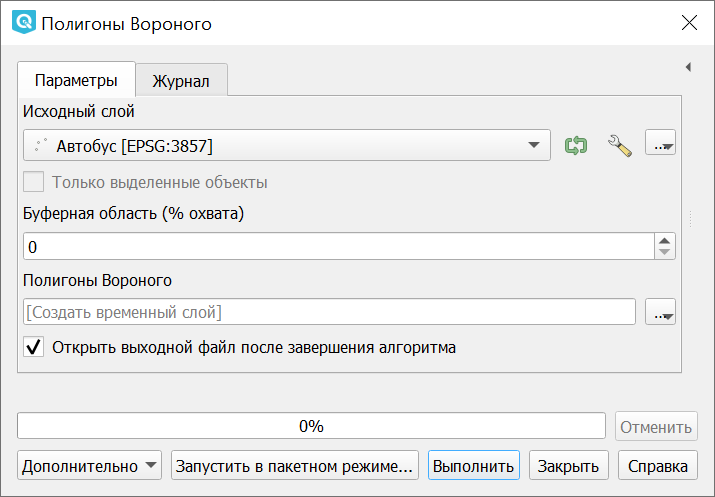 Полигоны Вороного
Параметры
Журнал
Исходный слой
Автобус [EPSG:3857]
...
Только выделенные объекты
Буферная область (% охвата)
0
Полигоны Вороного
[Создать временный слой]
...
Открыть выходной файл после завершения алгоритма
0%
Отменить
Дополнительно
Запустить в пакетном режиме...
Выполнить
Закрыть
Справка